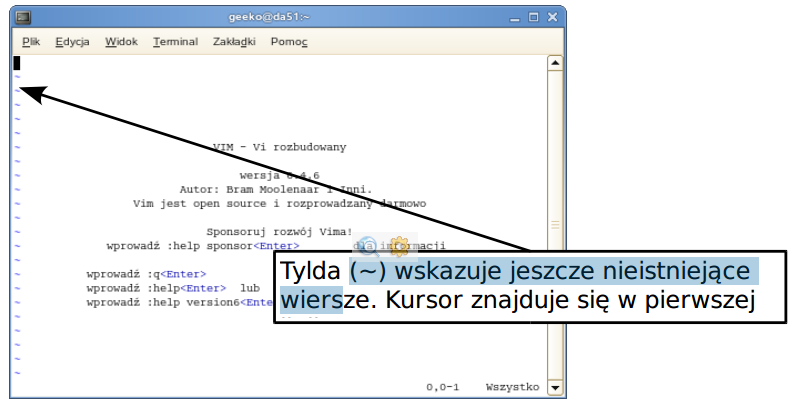 geeko@da51:~
Plik Edycja Widok Terminal Zakładki Pomoc
~
~
~
~
~
VIM - Vi rozbudowany
~
~
wersja 6.4.6
~
Autor: Bram Moolenaar i Inni.
~
Vim jest open source i rozprowadzany darmowo
~
~
Sponsoruj rozwój Vima!
~
wprowadź :help sponsor<Enter> dla informacji
~
~
wprowadź :q<Enter>
~
wprowadź :help<Enter> lub
~
wprowadź :help version6<Ente
~
~
~
~
~
0,0-1 Wszystko
Tylda (~) wskazuje jeszcze nieistniejące
wiersze. Kursor znajduje się w pierwszej